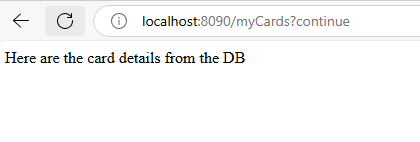 localhost:8090/myCards?continue
Here are the card details from the DB